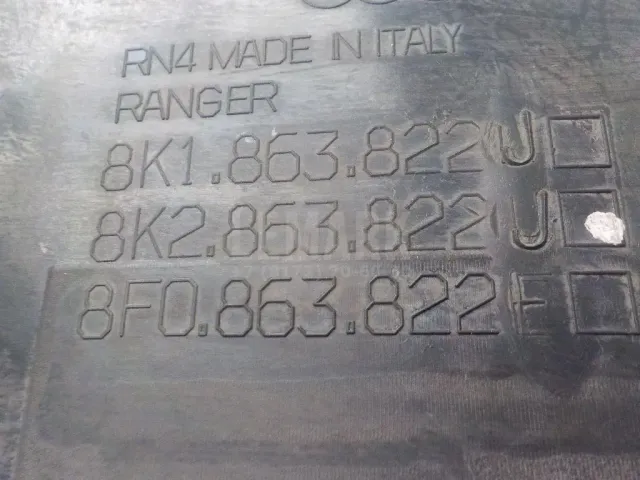 RN4 MADE IN ITALY
RANGER
8K1.863.822 J
8K2.863.822 J
8F0.863.822 E